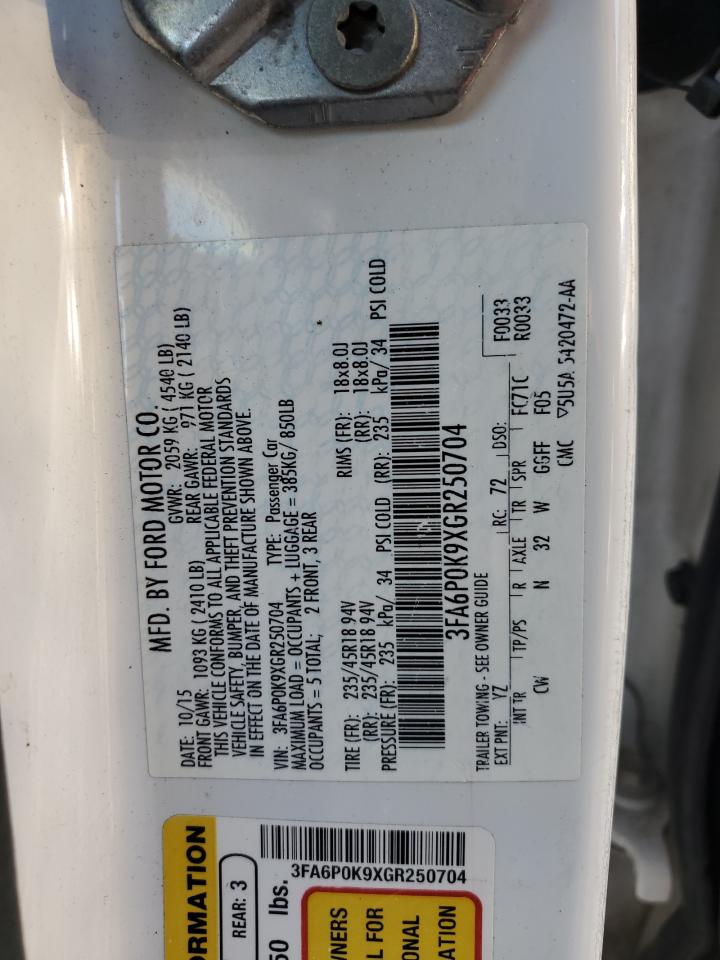 MFD. BY FORD MOTOR CO.
DATE: 10/15 GVWR: 2059 KG ( 4540 LB)
FRONT GAWR: 1093 KG ( 2410 LB) REAR GAWR: 971 KG ( 2140 LB)
THIS VEHICLE CONFORMS TO ALL APPLICABLE FEDERAL MOTOR
VEHICLE SAFETY, BUMPER, AND THEFT PREVENTION STANDARDS
IN EFFECT ON THE DATE OF MANUFACTURE SHOWN ABOVE.
VIN: 3FA6P0K9XGR250704 TYPE: Passenger Car
MAXIMUM LOAD = OCCUPANTS + LUGGAGE = 385KG/ 850LB
OCCUPANTS = 5 TOTAL; 2 FRONT, 3 REAR
TIRE (FR): 235/45R18 94V RIMS (FR): 18x8.0J
(RR): 235/45R18 94V (RR): 18x8.0J
PRESSURE (FR): 235 kPa/ 34 PSI COLD (RR): 235 kPa/ 34 PSI COLD
3FA6P0K9XGR250704
TRAILER TOWING - SEE OWNER GUIDE F0033
EXT PNT: YZ RC: 72 DSO: R0033
INT TR TP/PS R AXLE TR SPR FC71C
CW N 32 W GGFF F05
CMC ▽5U5A 5420472-AA
ORMATION
REAR: 3
50 lbs.
3FA6P0K9XGR250704
WNERS
L FOR
ONAL
ATION